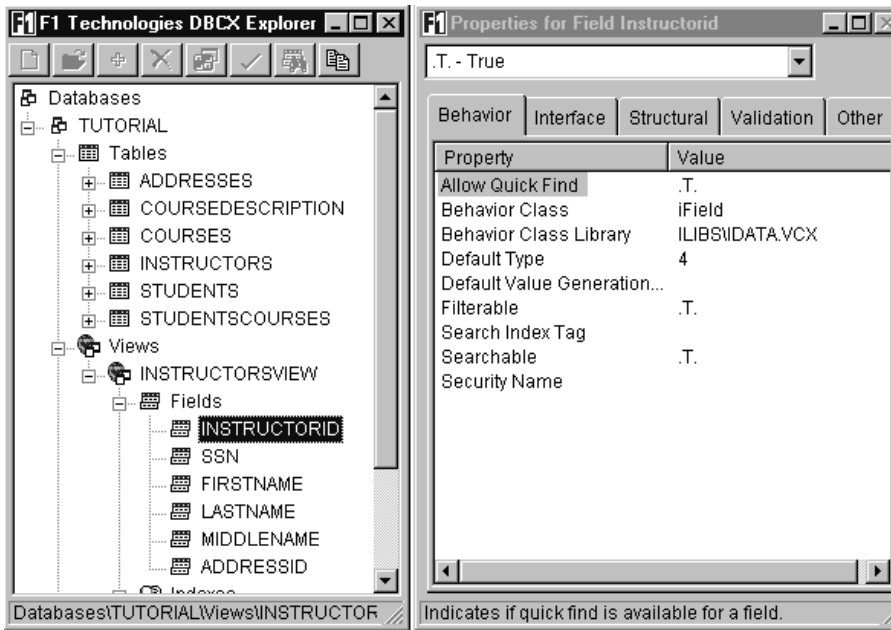 F1 F1 Technologies DBCX Explorer
Databases
TUTORIAL
Tables
ADDRESSES
COURSEDESCRIPTION
COURSES
INSTRUCTORS
STUDENTS
STUDENTSCOURSES
Views
INSTRUCTORSVIEW
Fields
INSTRUCTORID
SSN
FIRSTNAME
LASTNAME
MIDDLENAME
ADDRESSID
Indexes
Databases\TUTORIAL\Views\INSTRUCTOR
F1 Properties for Field Instructorid
.T. - True
Behavior Interface Structural Validation Other
Property Value
Allow Quick Find .T.
Behavior Class iField
Behavior Class Library ILIBS\IDATA.VCX
Default Type 4
Default Value Generation...
Filterable .T.
Search Index Tag
Searchable .T.
Security Name
Indicates if quick find is available for a field.